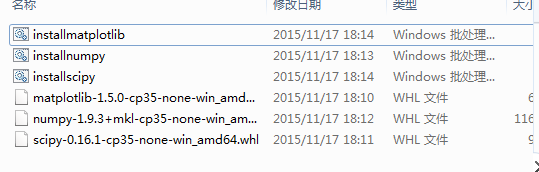 名称 修改日期 类型 大小
installmatplotlib 2015/11/17 18:14 Windows 批处理...
installnumpy 2015/11/17 18:13 Windows 批处理...
installscipy 2015/11/17 18:14 Windows 批处理...
matplotlib-1.5.0-cp35-none-win_amd... 2015/11/17 18:10 WHL 文件 6
numpy-1.9.3+mkl-cp35-none-win_am... 2015/11/17 18:12 WHL 文件 116
scipy-0.16.1-cp35-none-win_amd64.whl 2015/11/17 18:11 WHL 文件 9